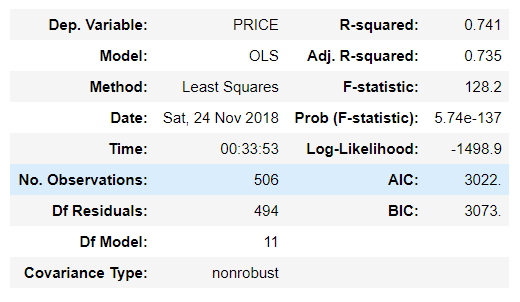 Dep. Variable: PRICE R-squared: 0.741
Model: OLS Adj. R-squared: 0.735
Method: Least Squares F-statistic: 128.2
Date: Sat, 24 Nov 2018 Prob (F-statistic): 5.74e-137
Time: 00:33:53 Log-Likelihood: -1498.9
No. Observations: 506 AIC: 3022.
Df Residuals: 494 BIC: 3073.
Df Model: 11
Covariance Type: nonrobust